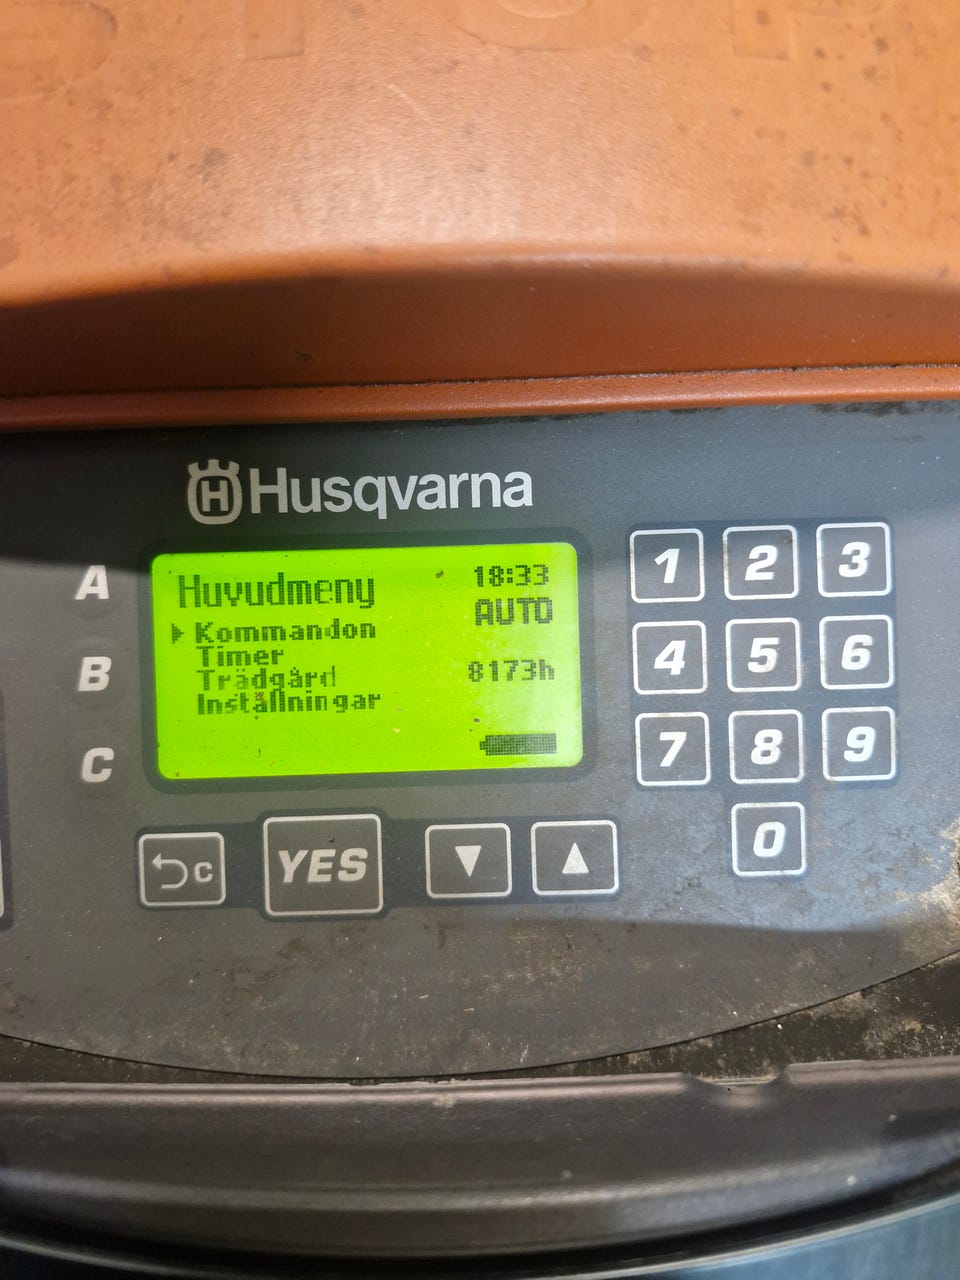 STOP
Husqvarna
A
B
C
Huvudmeny
18:33
AUTO
Kommandon
Timer
Trädgård
8173h
Inställningar
1 2 3
4 5 6
7 8 9
0
C YES